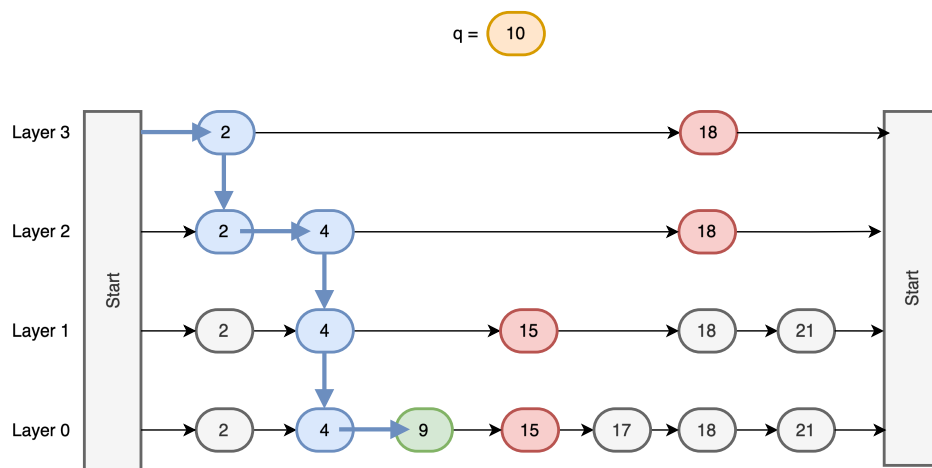 q = 10
Layer 3 2 18
Layer 2 2 4 18
Layer 1 2 4 15 18 21
Layer 0 2 4 9 15 17 18 21
Start
Start